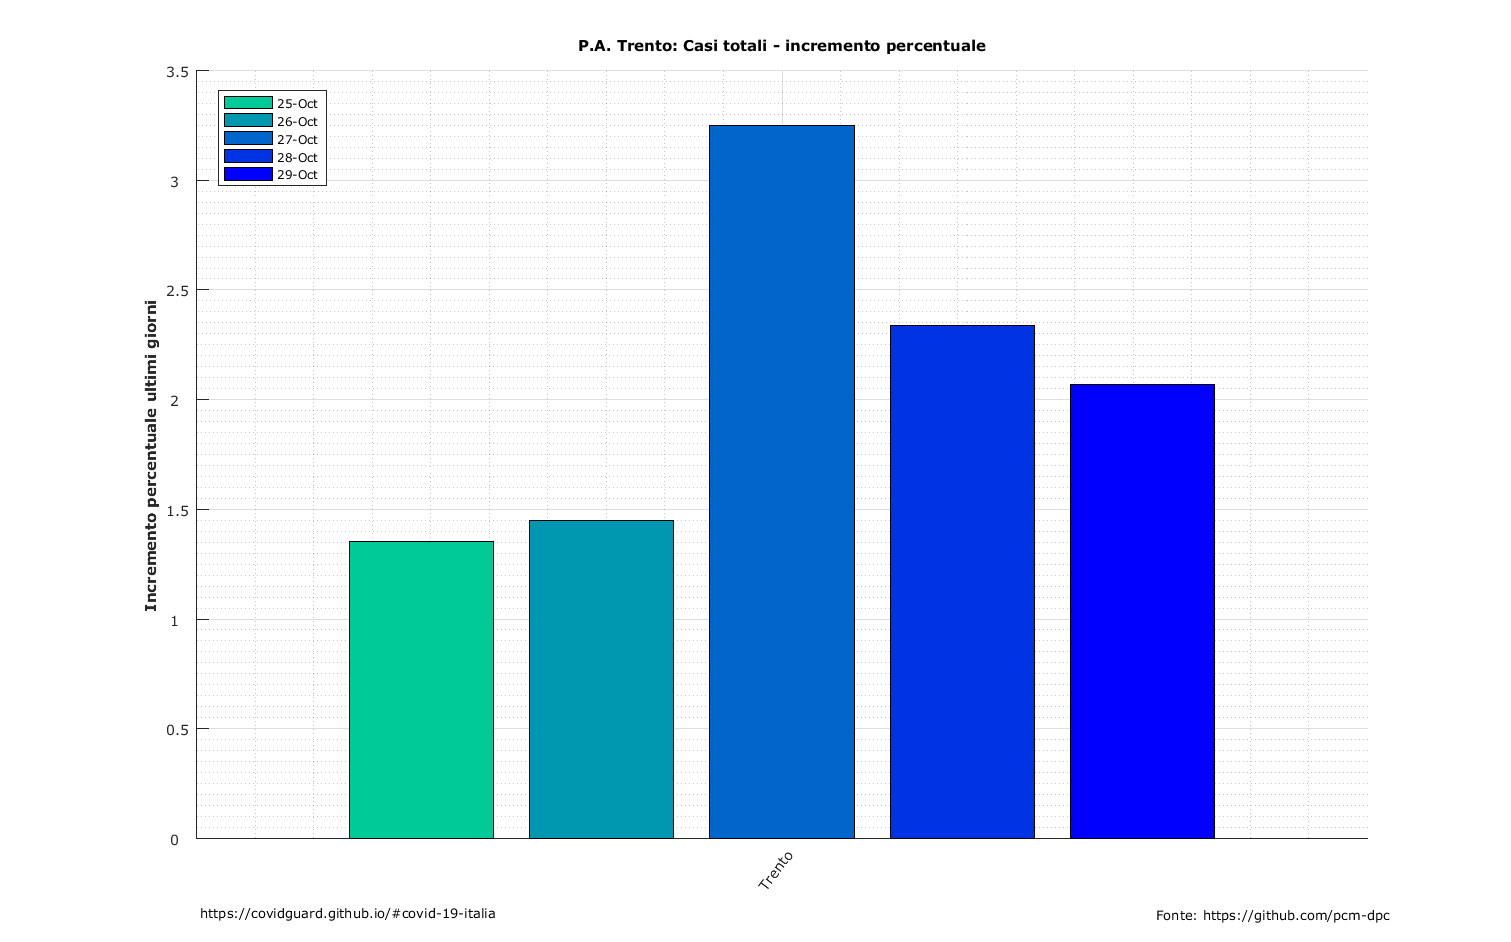 P.A. Trento: Casi totali - incremento percentuale
3.5
3
2.5
2
1.5
1
0.5
0
Incremento percentuale ultimi giorni
25-Oct
26-Oct
27-Oct
28-Oct
29-Oct
Trento
https://covidguard.github.io/#covid-19-italia
Fonte: https://github.com/pcm-dpc